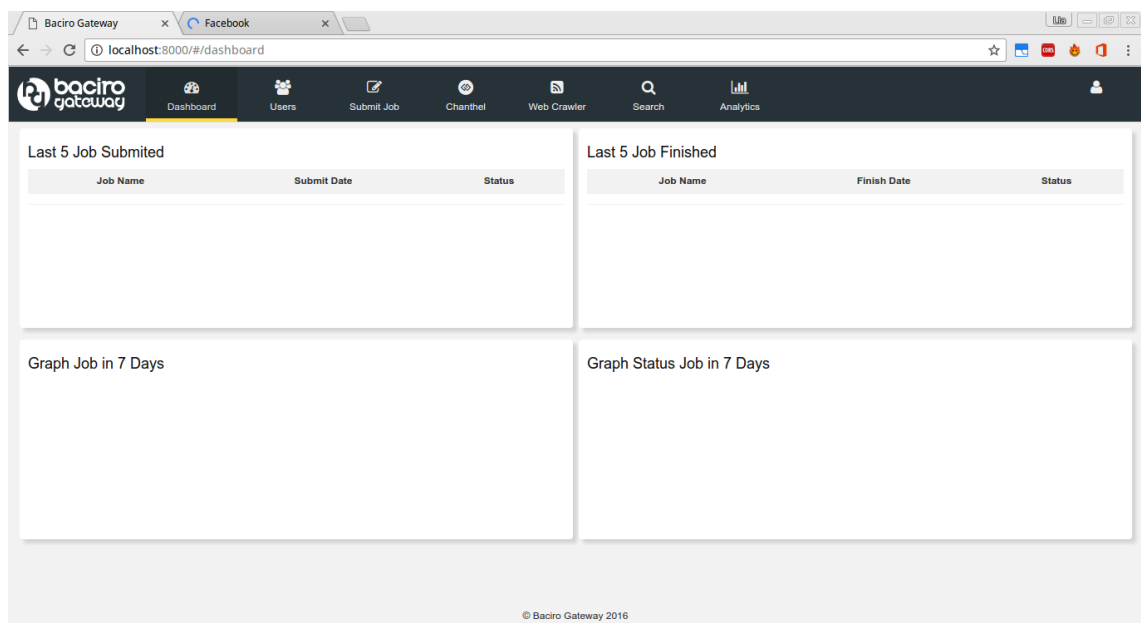 Baciro Gateway
Facebook
localhost:8000/#/dashboard
CORS
baciro
gateway
Dashboard
Users
Submit Job
Chanthel
Web Crawler
Search
Analytics
Last 5 Job Submited
Job Name Submit Date Status
Last 5 Job Finished
Job Name Finish Date Status
Graph Job in 7 Days
Graph Status Job in 7 Days
© Baciro Gateway 2016